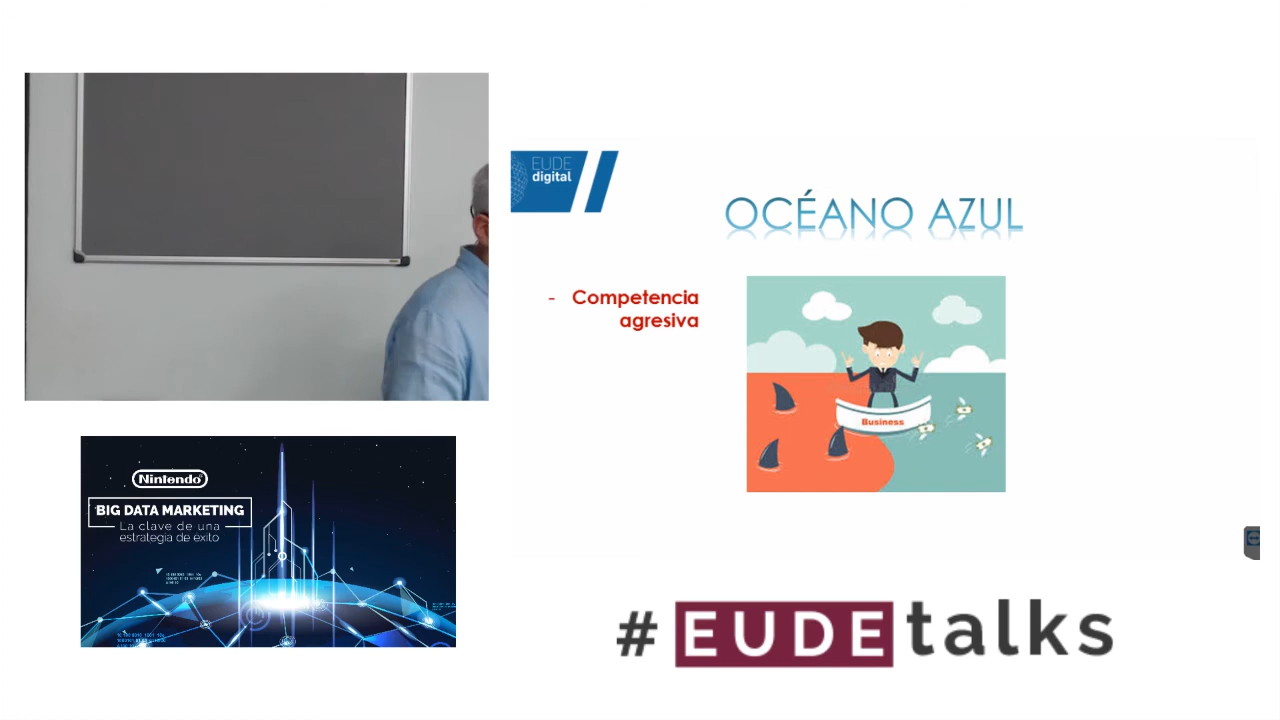 EUDE
digital
OCÉANO AZUL
- Competencia
agresiva
Business
Nintendo
BIG DATA MARKETING
La clave de una
estrategia de éxito
#EUDEtalks